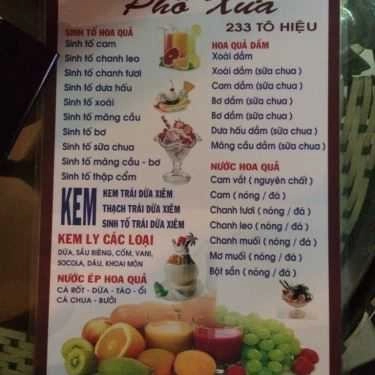 Phố Xưa
233 TÔ HIỆU
SINH TỐ HOA QUẢ
Sinh tố cam
Sinh tố chanh leo
Sinh tố chanh tươi
Sinh tố dưa hấu
Sinh tố xoài
Sinh tố mãng cầu
Sinh tố bơ
Sinh tố sữa chua
Sinh tố mãng cầu - bơ
Sinh tố thập cẩm
KEM
KEM TRÁI DỪA XIÊM
THẠCH TRÁI DỪA XIÊM
SINH TỐ TRÁI DỪA XIÊM
KEM LY CÁC LOẠI
DỪA, SẦU RIÊNG, CỐM, VANI,
SOCOLA, DÂU, KHOAI MÔN
NƯỚC ÉP HOA QUẢ
CÀ RỐT - DỨA - TÁO - ỔI
CÀ CHUA - BƯỞI
HOA QUẢ DẦM
Xoài dầm
Xoài dầm (sữa chua )
Cam dầm (sữa chua )
Bơ dầm (sữa chua )
Bơ dầm (sữa chua )
Dưa hấu dầm (sữa chua )
Mãng cầu dầm (sữa chua )
NƯỚC HOA QUẢ
Cam vắt ( nguyên chất )
Cam ( nóng / đá )
Chanh tươi ( nóng / đá )
Chanh leo ( nóng / đá )
Chanh muối ( nóng / đá )
Mơ muối ( nóng / đá )
Bột sắn ( nóng / đá )